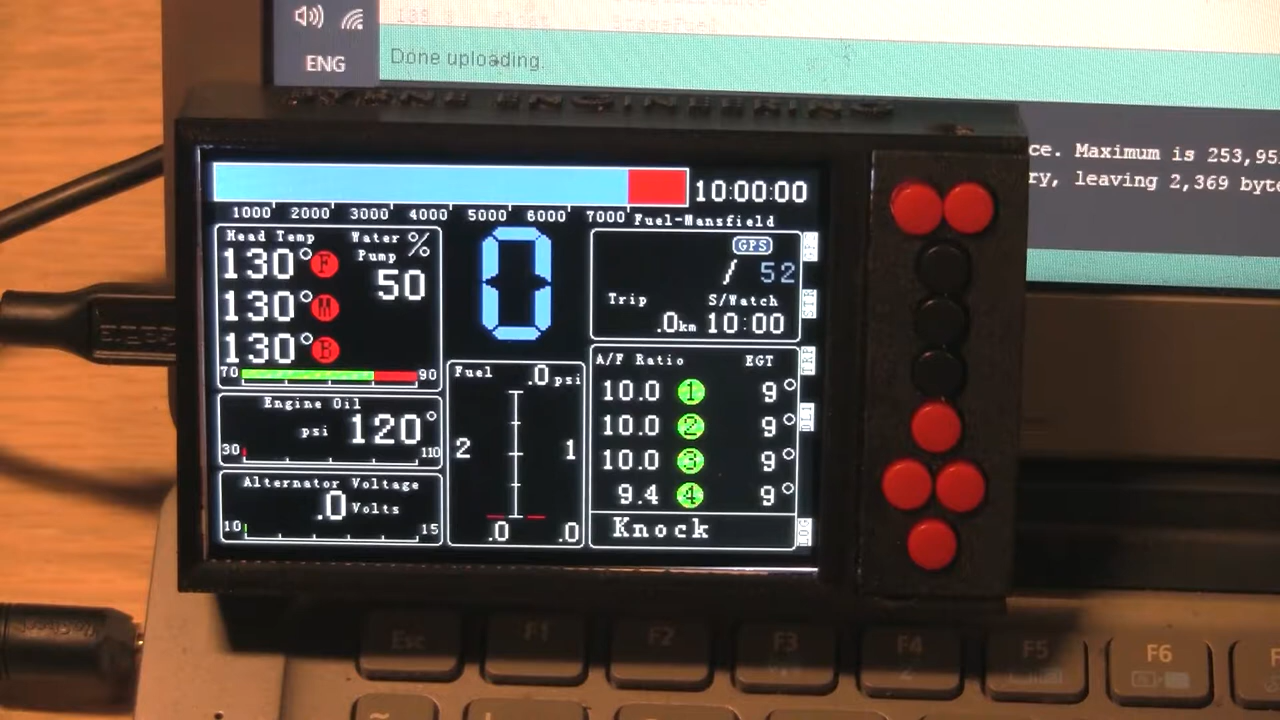 ENG
Done uploading.
ENGINEERING
ce. Maximum is 253,95
ry, leaving 2,369 byte
10:00:00
1000 2000 3000 4000 5000 6000 7000
Fuel-Mansfield
Head Temp
Water %
Pump
130° F
50
130° M
130°
70 90
0
GPS
/ 52
Trip S/Watch
.0km 10:00
STR
Engine Oil
psi 120°
30 110
Alternator Voltage
.0 Volts
10 15
Fuel .0 psi
2 1
.0 .0
A/F Ratio EGT
10.0 1 9°
10.0 2 9°
10.0 3 9°
9.4 4 9°
Knock
LOG
Esc F1 F2 F3 F4 F5 F6